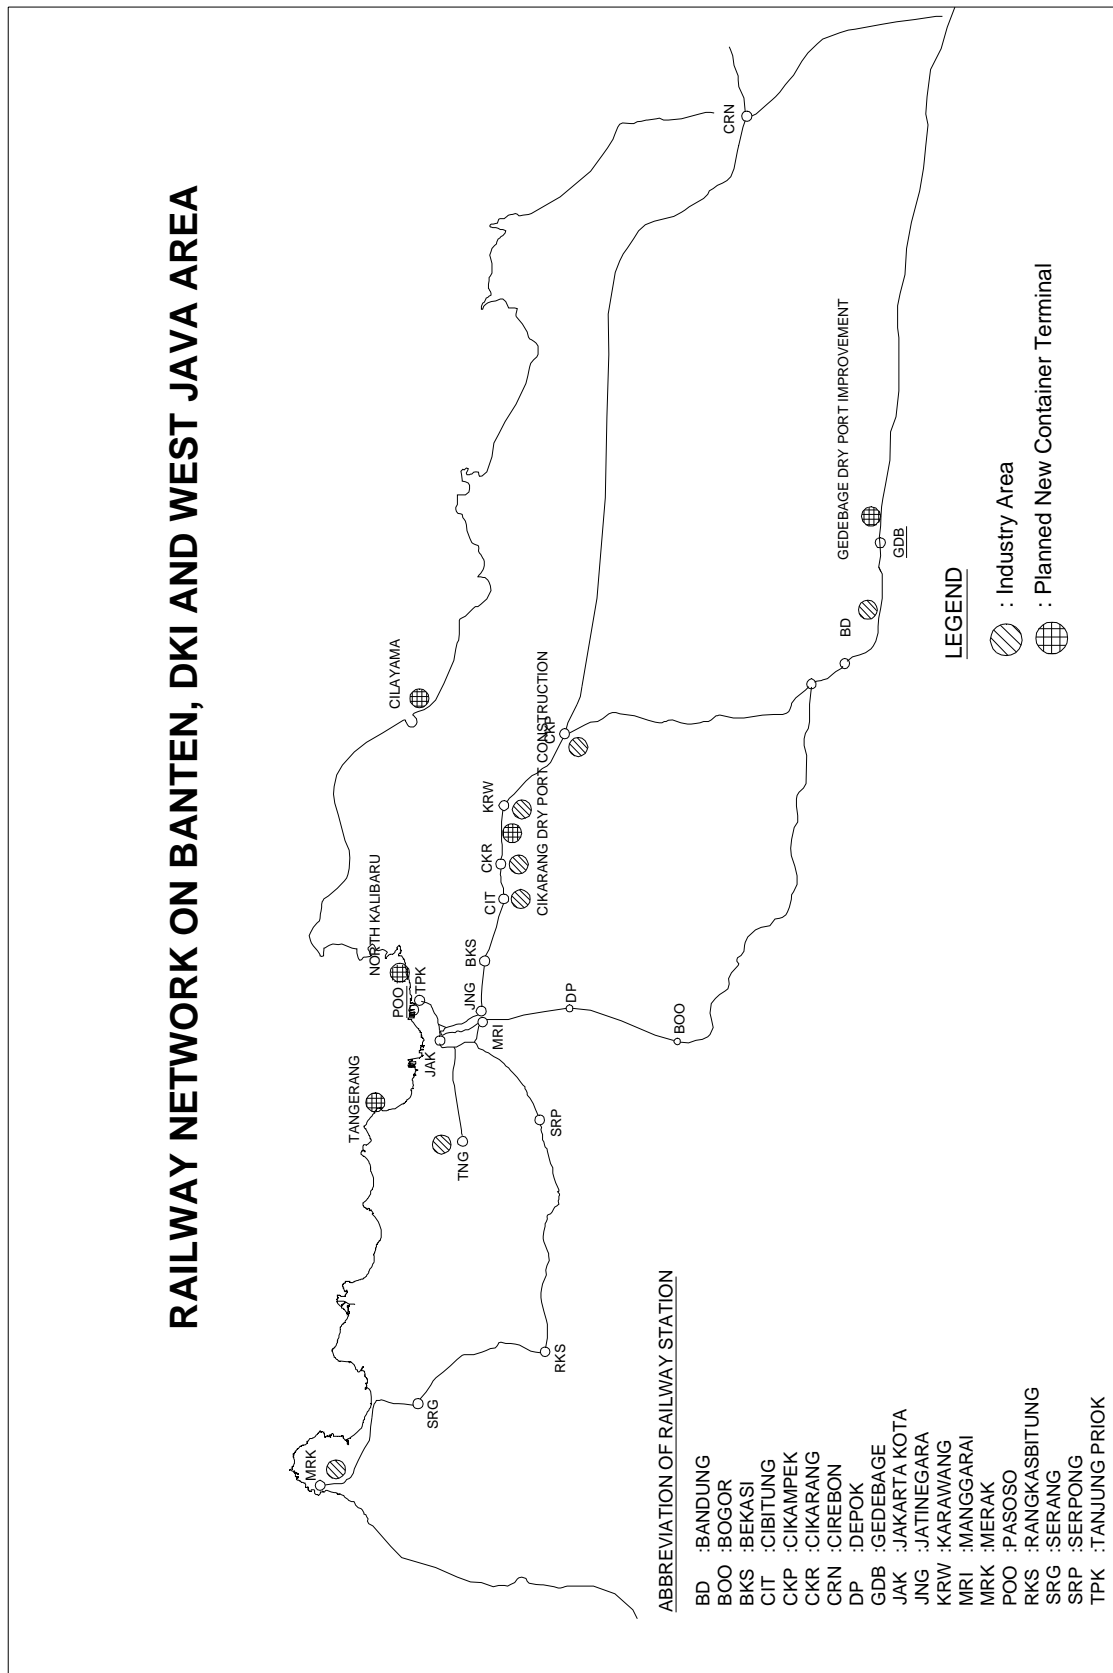 RAILWAY NETWORK ON BANTEN, DKI AND WEST JAVA AREA
MRK
SRG
RKS
TANGERANG
TNG
SRP
JAK
POO
TPK
NORTH KALIBARU
MRI
JNG
DP
BOO
BKS
CIT
CKR
KRW
CIKARANG DRY PORT CONSTRUCTION
CKP
CILAYAMA
BD
GDB
GEDEBAGE DRY PORT IMPROVEMENT
CRN
ABBREVIATION OF RAILWAY STATION
BD :BANDUNG
BOO :BOGOR
BKS :BEKASI
CIT :CIBITUNG
CKP :CIKAMPEK
CKR :CIKARANG
CRN :CIREBON
DP :DEPOK
GDB :GEDEBAGE
JAK :JAKARTA KOTA
JNG :JATINEGARA
KRW :KARAWANG
MRI :MANGGARAI
MRK :MERAK
POO :PASOSO
RKS :RANGKASBITUNG
SRG :SERANG
SRP :SERPONG
TPK :TANJUNG PRIOK
LEGEND
: Industry Area
: Planned New Container Terminal